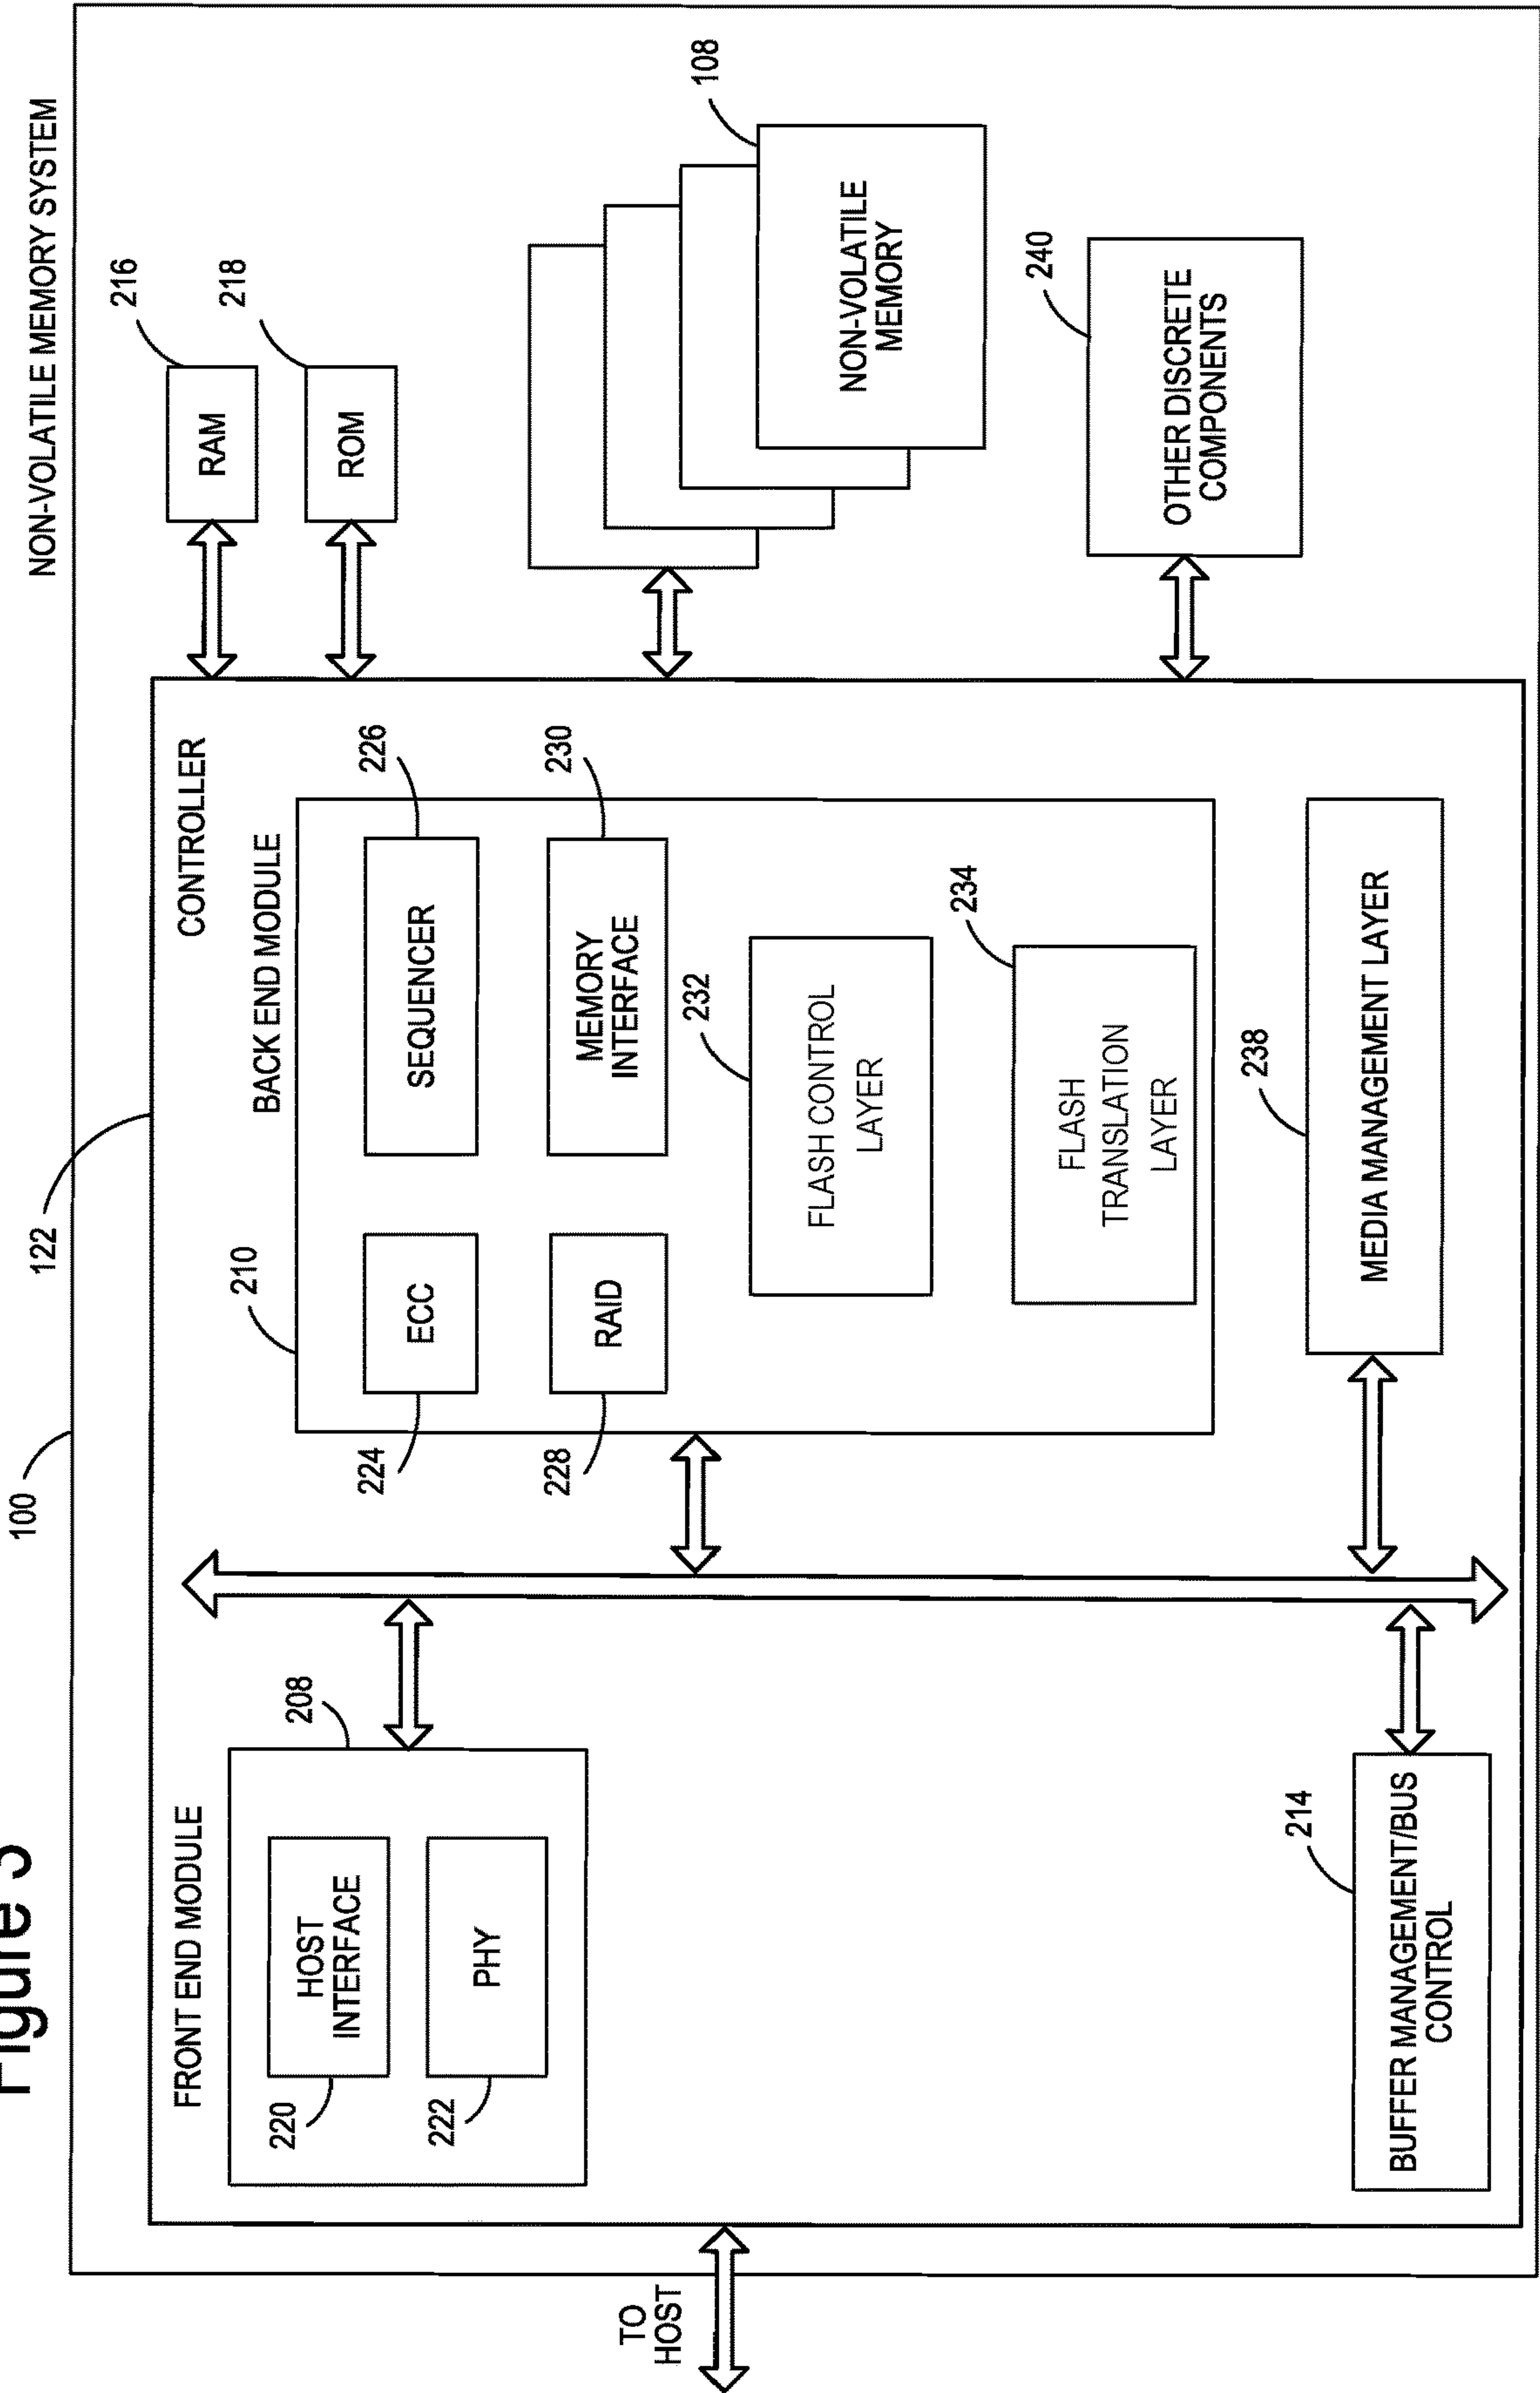 Figure 3
NON-VOLATILE MEMORY SYSTEM
100
122
CONTROLLER
FRONT END MODULE
208
HOST
INTERFACE
220
PHY
222
TO
HOST
BUFFER MANAGEMENT/BUS
CONTROL
214
BACK END MODULE
210
ECC
224
SEQUENCER
226
RAID
228
MEMORY
INTERFACE
230
FLASH CONTROL
LAYER
232
FLASH
TRANSLATION
LAYER
234
MEDIA MANAGEMENT LAYER
238
RAM
216
ROM
218
NON-VOLATILE
MEMORY
108
OTHER DISCRETE
COMPONENTS
240